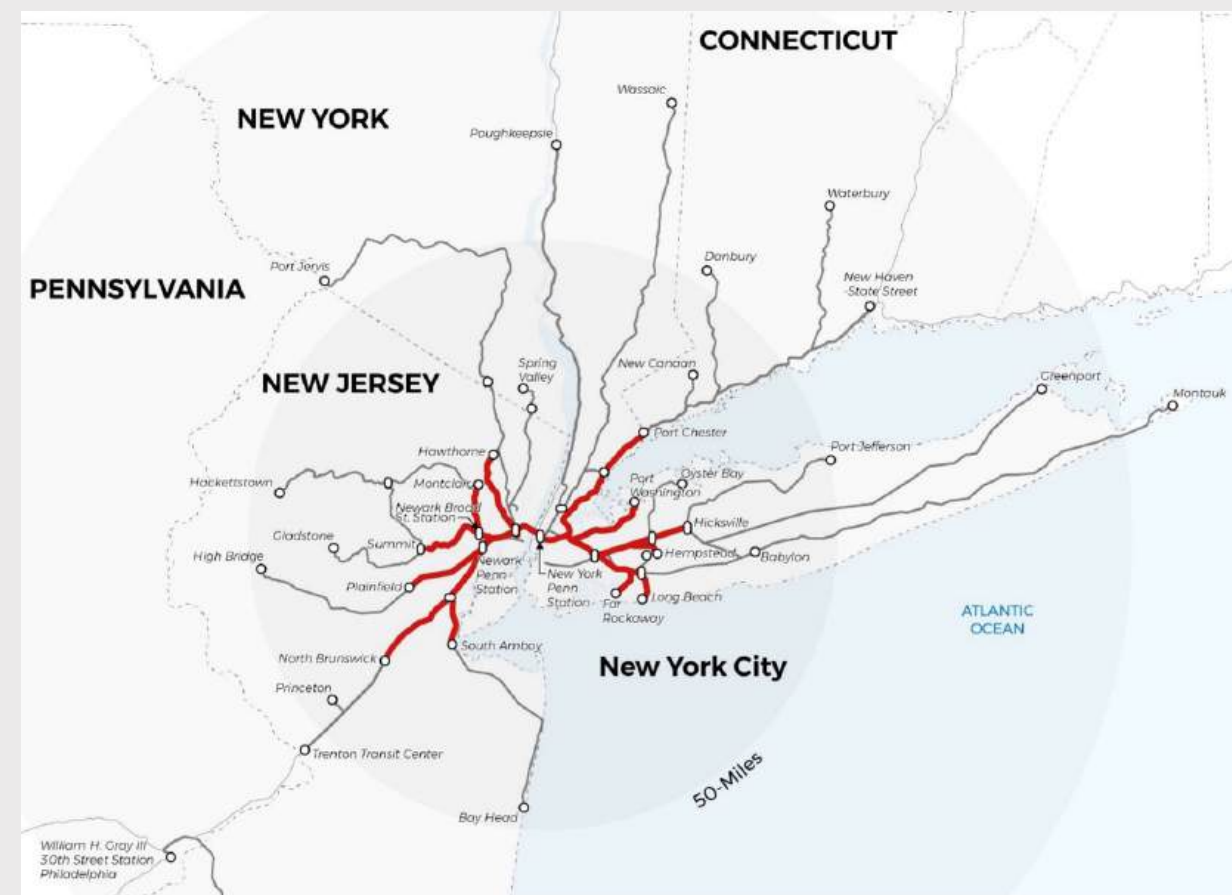 CONNECTICUT
Wassaic
NEW YORK
Poughkeepsie
Waterbury
Danbury
Port Jervis
New Haven
-State Street
PENNSYLVANIA
Spring
Valley
New Canaan
NEW JERSEY
Greenport
Montauk
Port Chester
Hawthorne
Port Jefferson
Oyster Bay
Hackettstown
Montclair
Port
Washington
Newark Broad
St. Station
Hicksville
Gladstone
Summit
High Bridge
Hempstead
Babylon
Newark
Penn
Station
New York
Penn
Station
Plainfield
Far
Rockaway
Long Beach
ATLANTIC
OCEAN
South Amboy
North Brunswick
New York City
Princeton
Trenton Transit Center
50-Miles
Bay Head
William H. Gray III
30th Street Station
Philadelphia